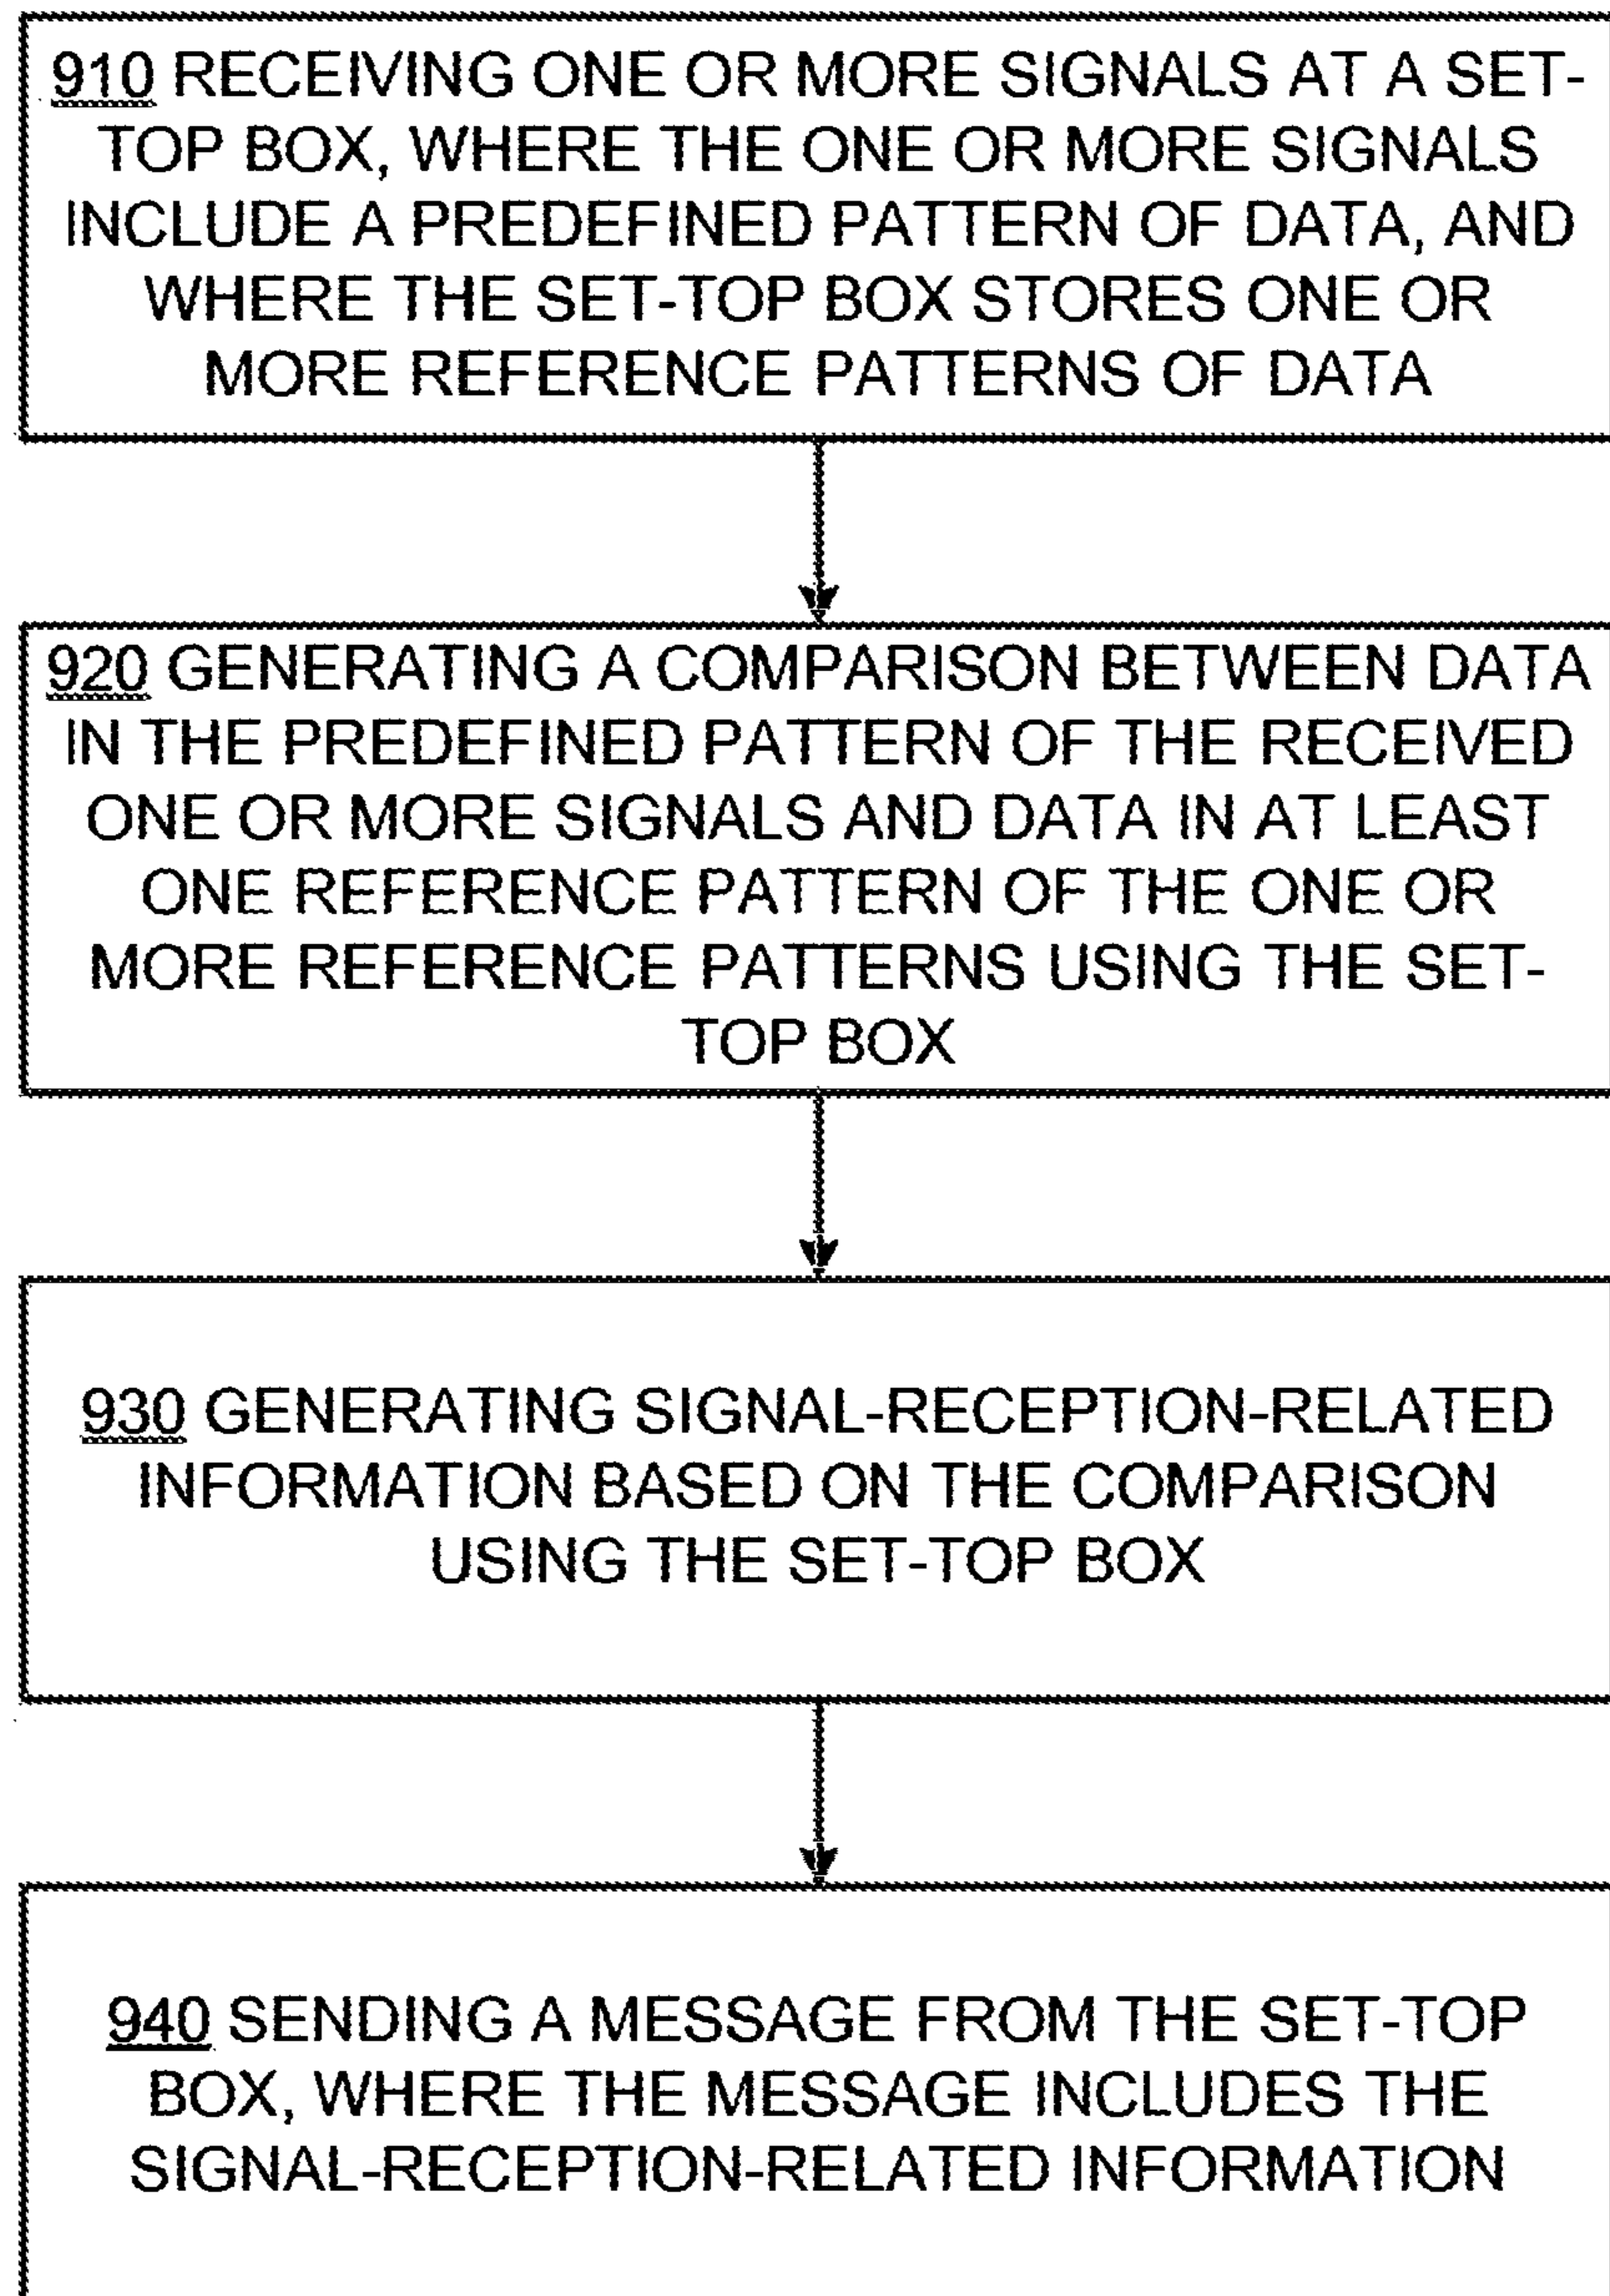 910 RECEIVING ONE OR MORE SIGNALS AT A SET-
TOP BOX, WHERE THE ONE OR MORE SIGNALS
INCLUDE A PREDEFINED PATTERN OF DATA, AND
WHERE THE SET-TOP BOX STORES ONE OR
MORE REFERENCE PATTERNS OF DATA
920 GENERATING A COMPARISON BETWEEN DATA
IN THE PREDEFINED PATTERN OF THE RECEIVED
ONE OR MORE SIGNALS AND DATA IN AT LEAST
ONE REFERENCE PATTERN OF THE ONE OR
MORE REFERENCE PATTERNS USING THE SET-
TOP BOX
930 GENERATING SIGNAL-RECEPTION-RELATED
INFORMATION BASED ON THE COMPARISON
USING THE SET-TOP BOX
940 SENDING A MESSAGE FROM THE SET-TOP
BOX, WHERE THE MESSAGE INCLUDES THE
SIGNAL-RECEPTION-RELATED INFORMATION